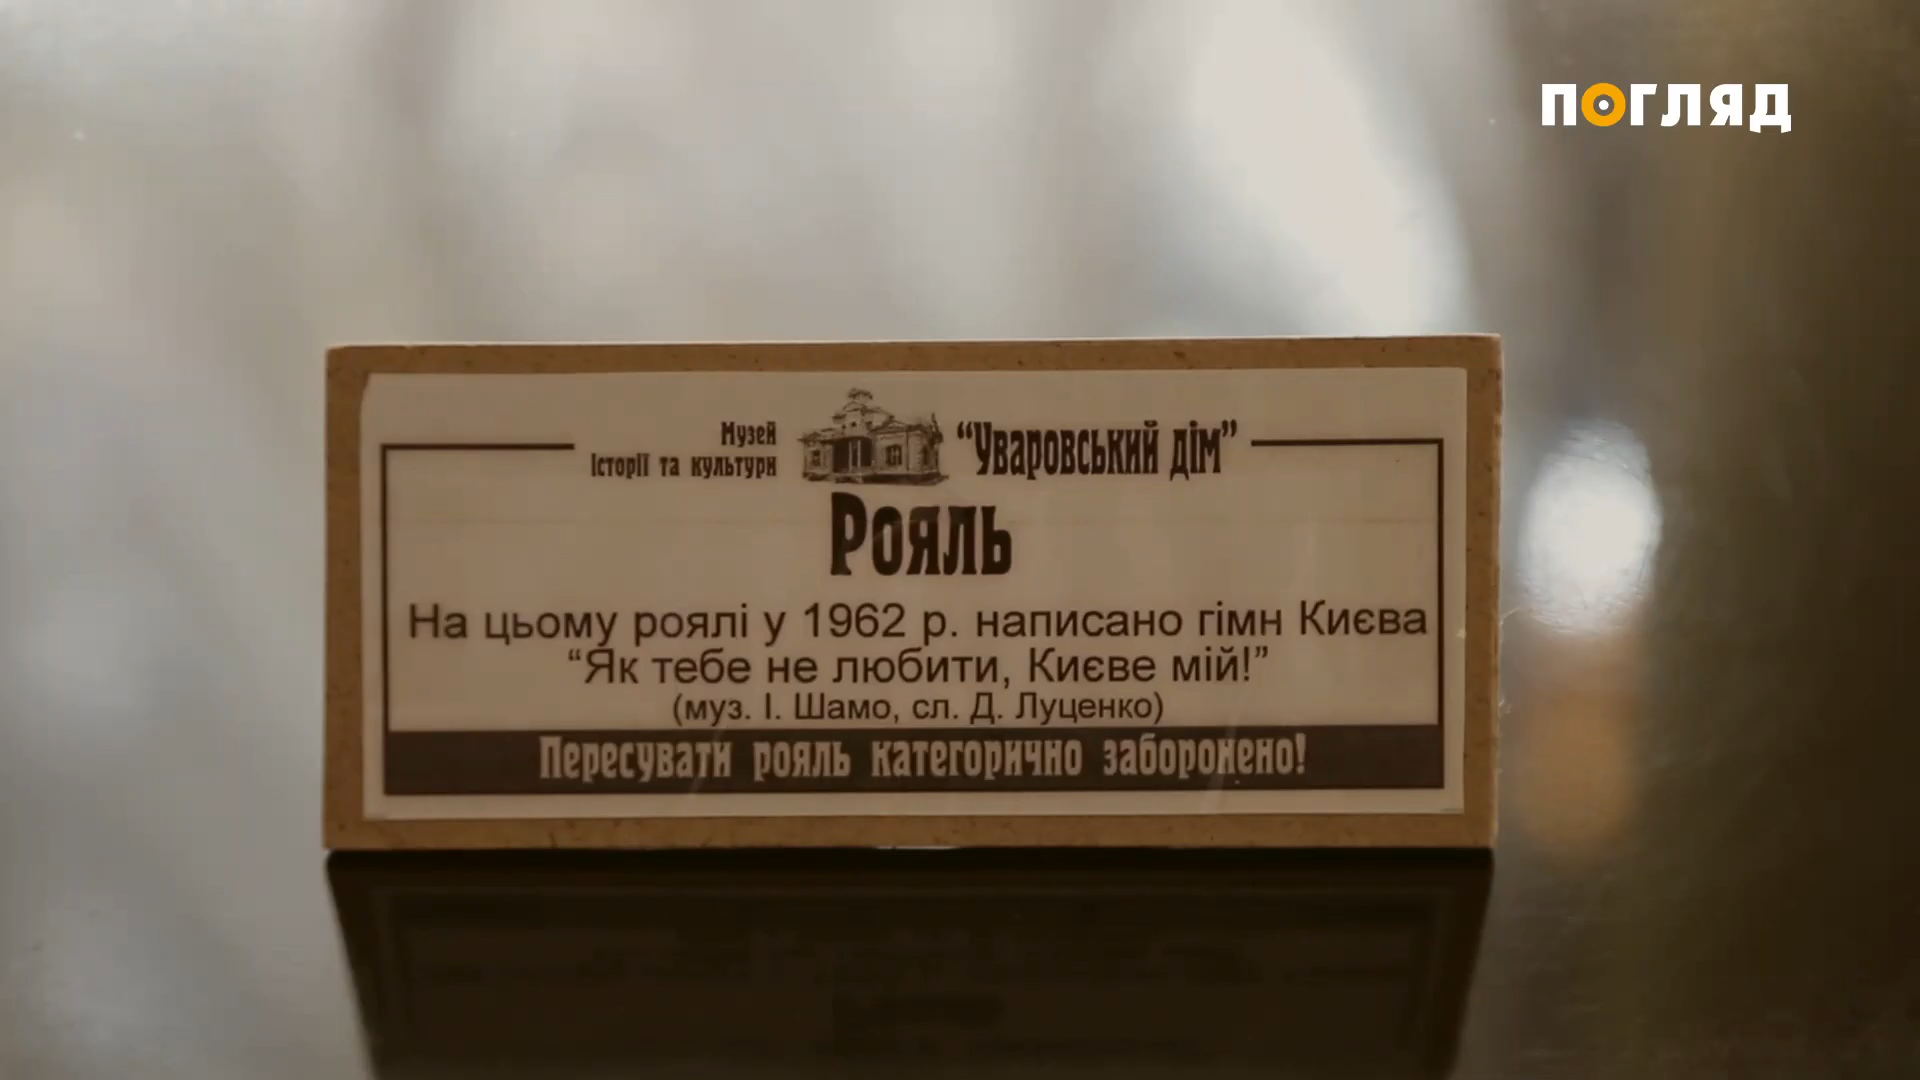 ПОГЛЯД
Музей
Історії та культури
“Уваровський дім”
Рояль
На цьому роялі у 1962 р. написано гімн Києва
“Як тебе не любити, Києве мій!”
(муз. І. Шамо, сл. Д. Луценко)
Пересувати рояль категорично заборонено!